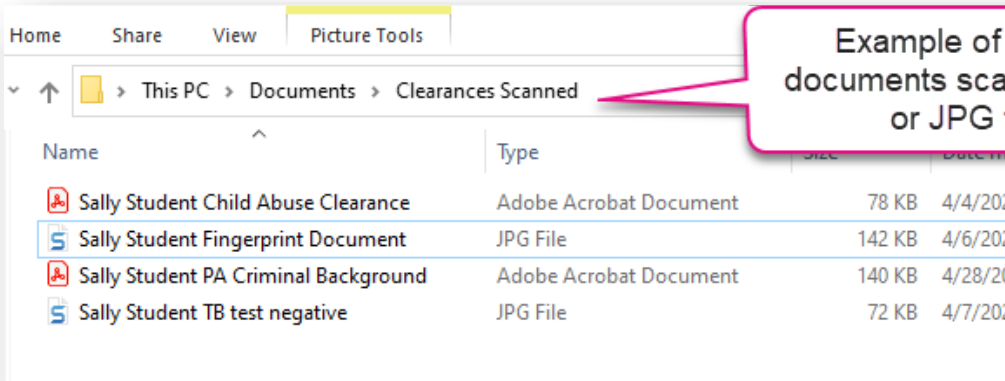 Home Share View Picture Tools
Example of
documents
or JPG
This PC > Documents > Clearances Scanned
Name Type
Sally Student Child Abuse Clearance Adobe Acrobat Document 78 KB
Sally Student Fingerprint Document JPG File 142 KB
Sally Student PA Criminal Background Adobe Acrobat Document 140 KB
Sally Student TB test negative JPG File 72 KB